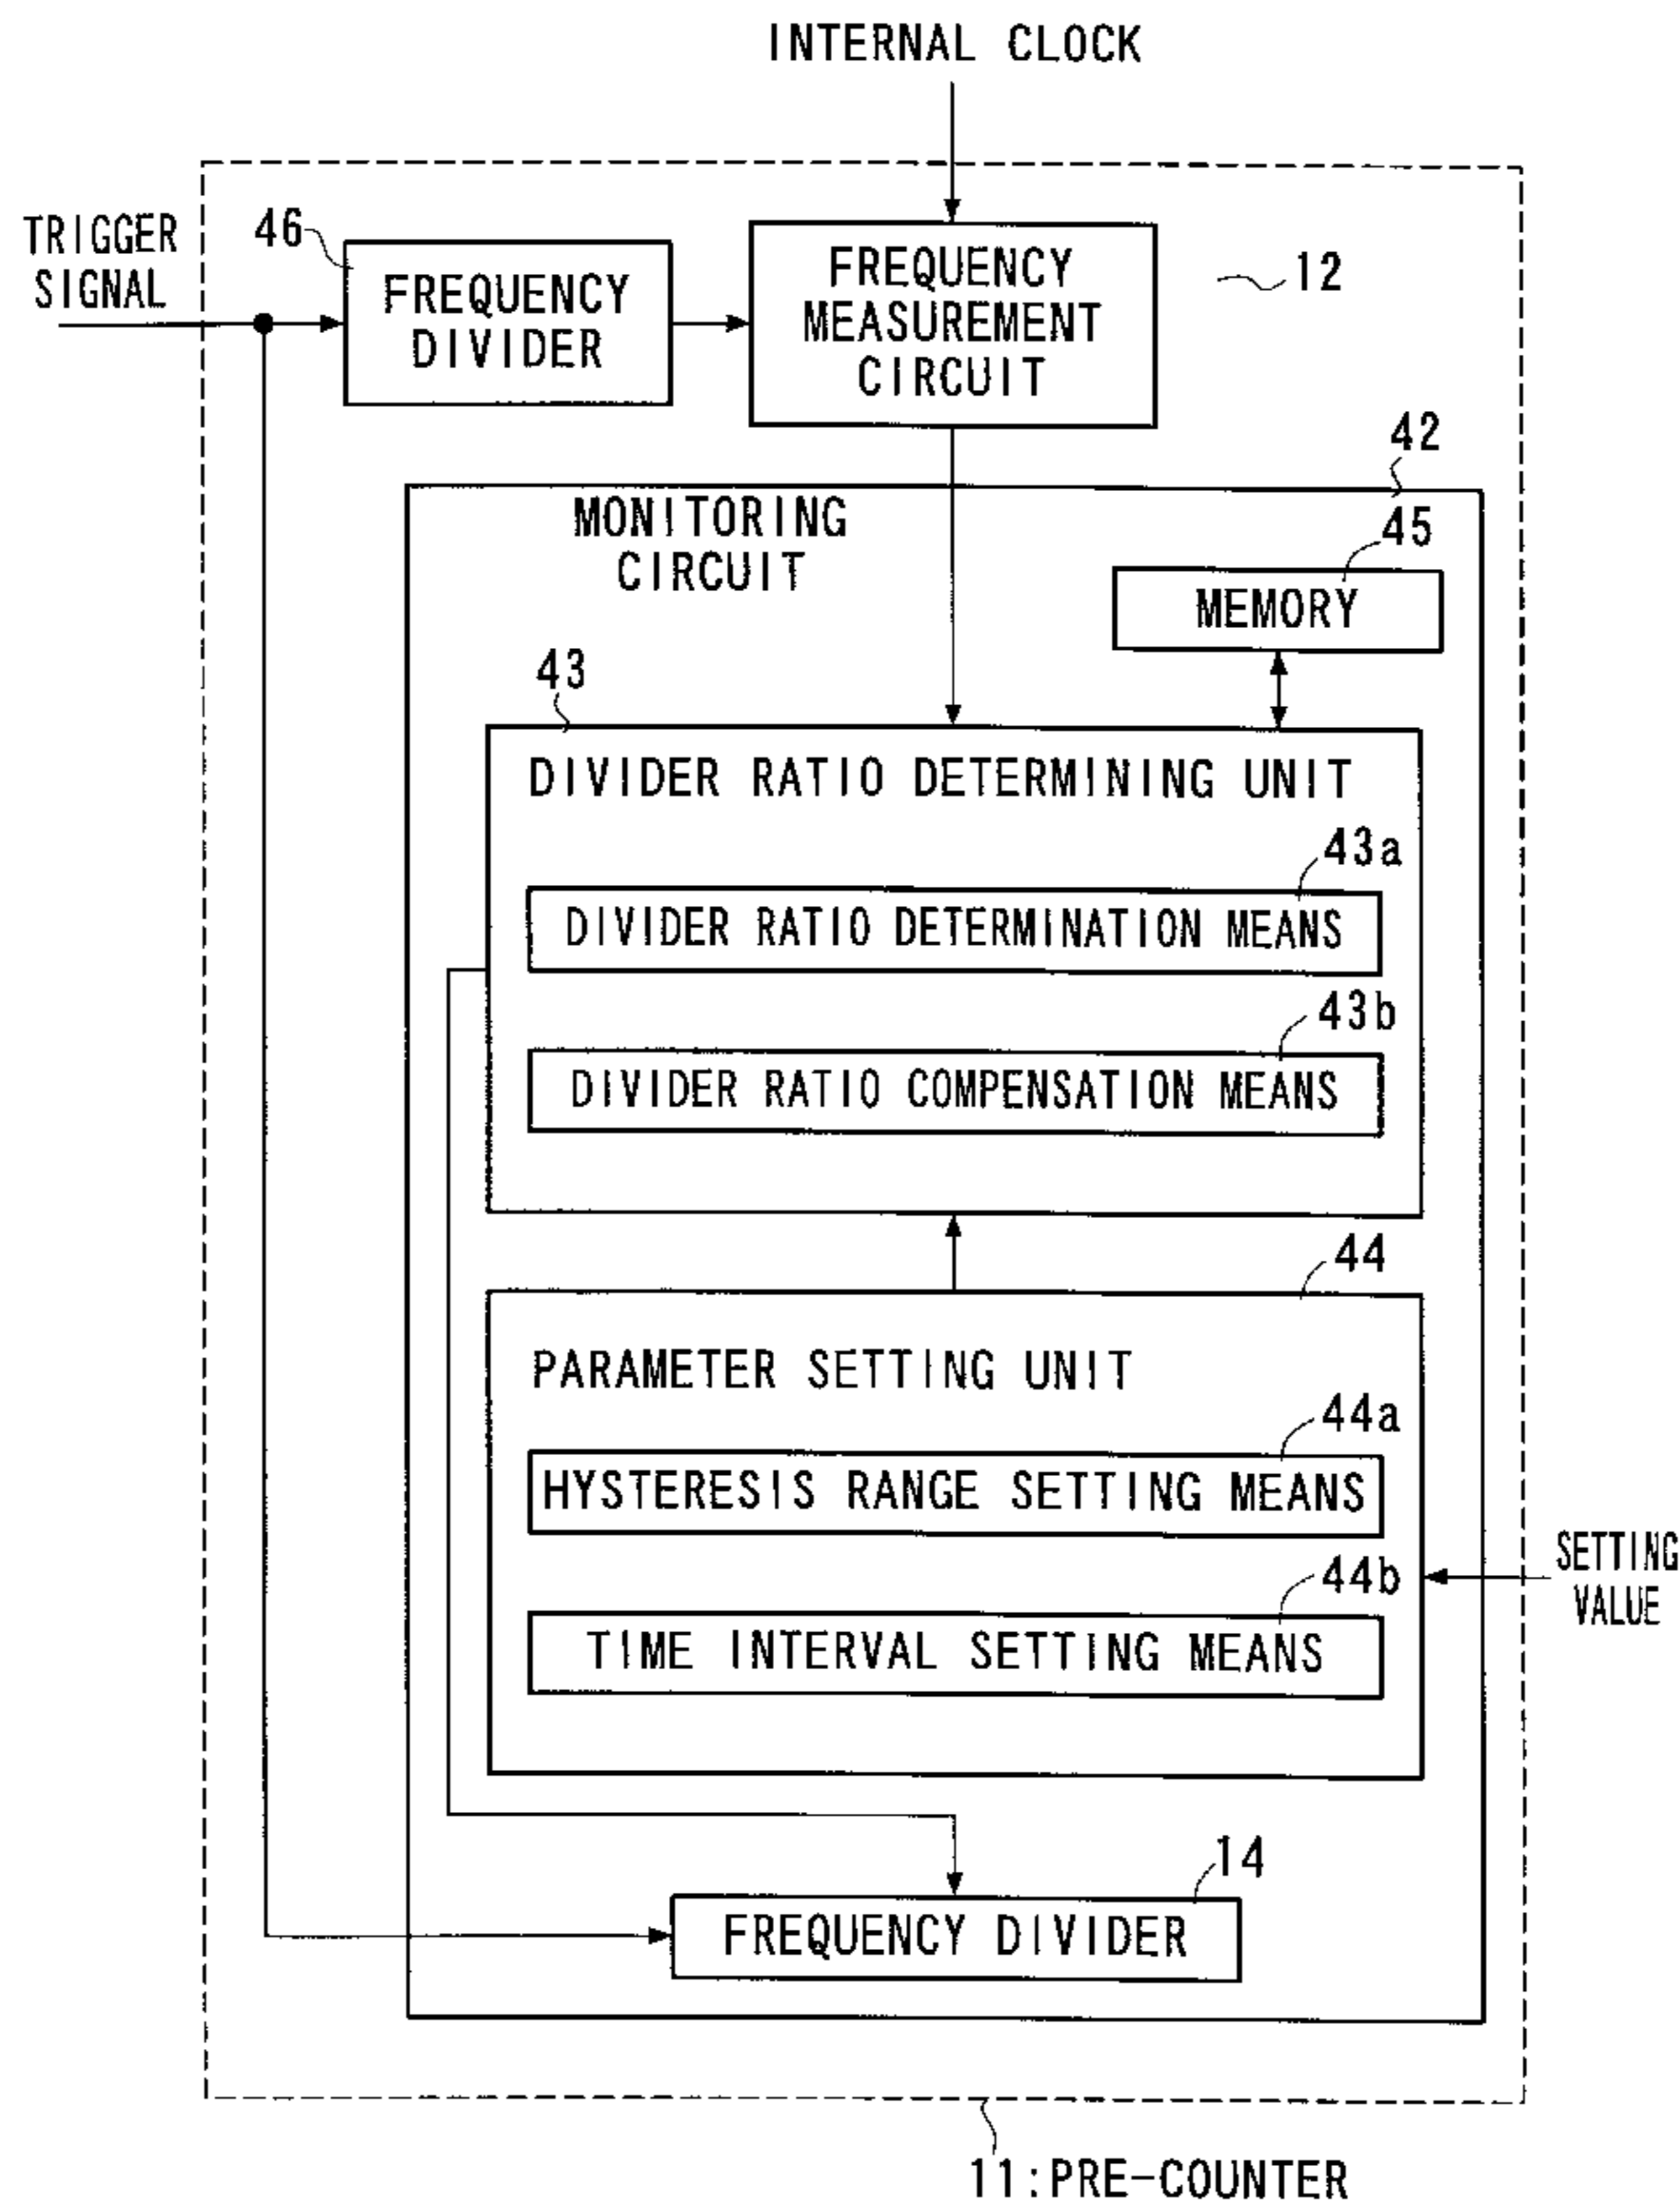 INTERNAL CLOCK
TRIGGER
SIGNAL
46
FREQUENCY
DIVIDER
FREQUENCY
MEASUREMENT
CIRCUIT
12
42
MONITORING
CIRCUIT
45
MEMORY
43
DIVIDER RATIO DETERMINING UNIT
43a
DIVIDER RATIO DETERMINATION MEANS
43b
DIVIDER RATIO COMPENSATION MEANS
44
PARAMETER SETTING UNIT
44a
HYSTERESIS RANGE SETTING MEANS
44b
TIME INTERVAL SETTING MEANS
SETTING
VALUE
14
FREQUENCY DIVIDER
11:PRE-COUNTER